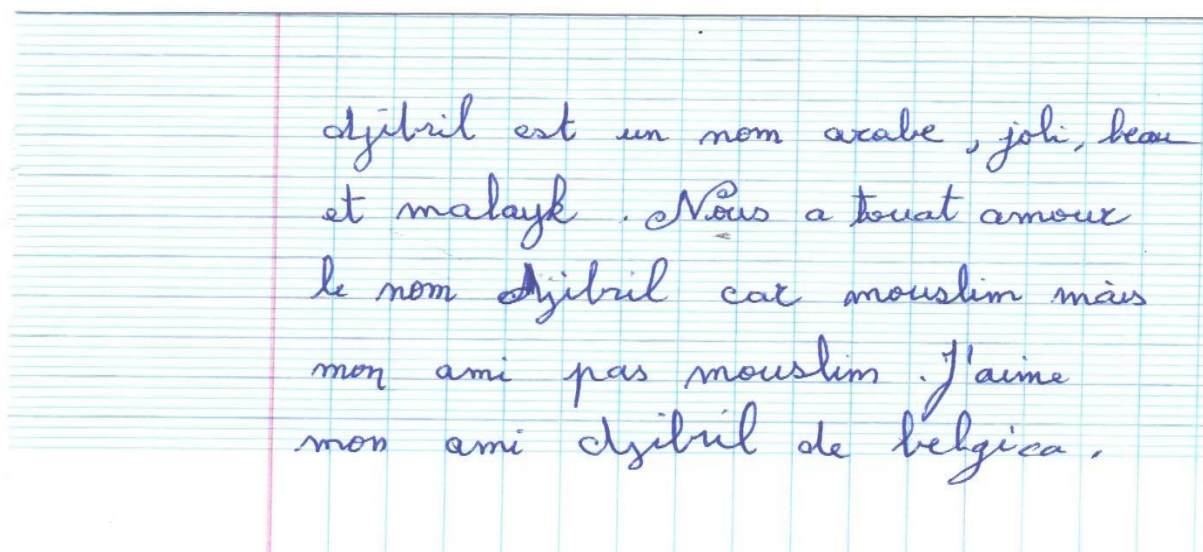 djibril est un nom arabe, joli, beau
et malayk. Nous a touat amour
le nom djibril car mouslim mais
mon ami pas mouslim. J'aime
mon ami djibril de belgica.